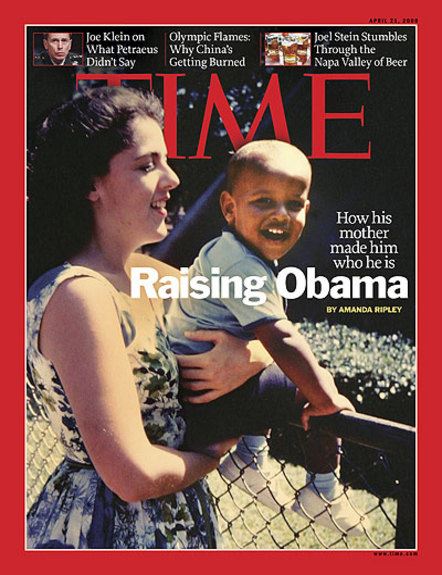 APRIL 21, 2008
Joe Klein on
What Petraeus
Didn't Say
Olympic Flames:
Why China's
Getting Burned
Joel Stein Stumbles
Through the
Napa Valley of Beer
TIME
How his
mother
made him
who he is
Raising Obama
BY AMANDA RIPLEY
www.time.com